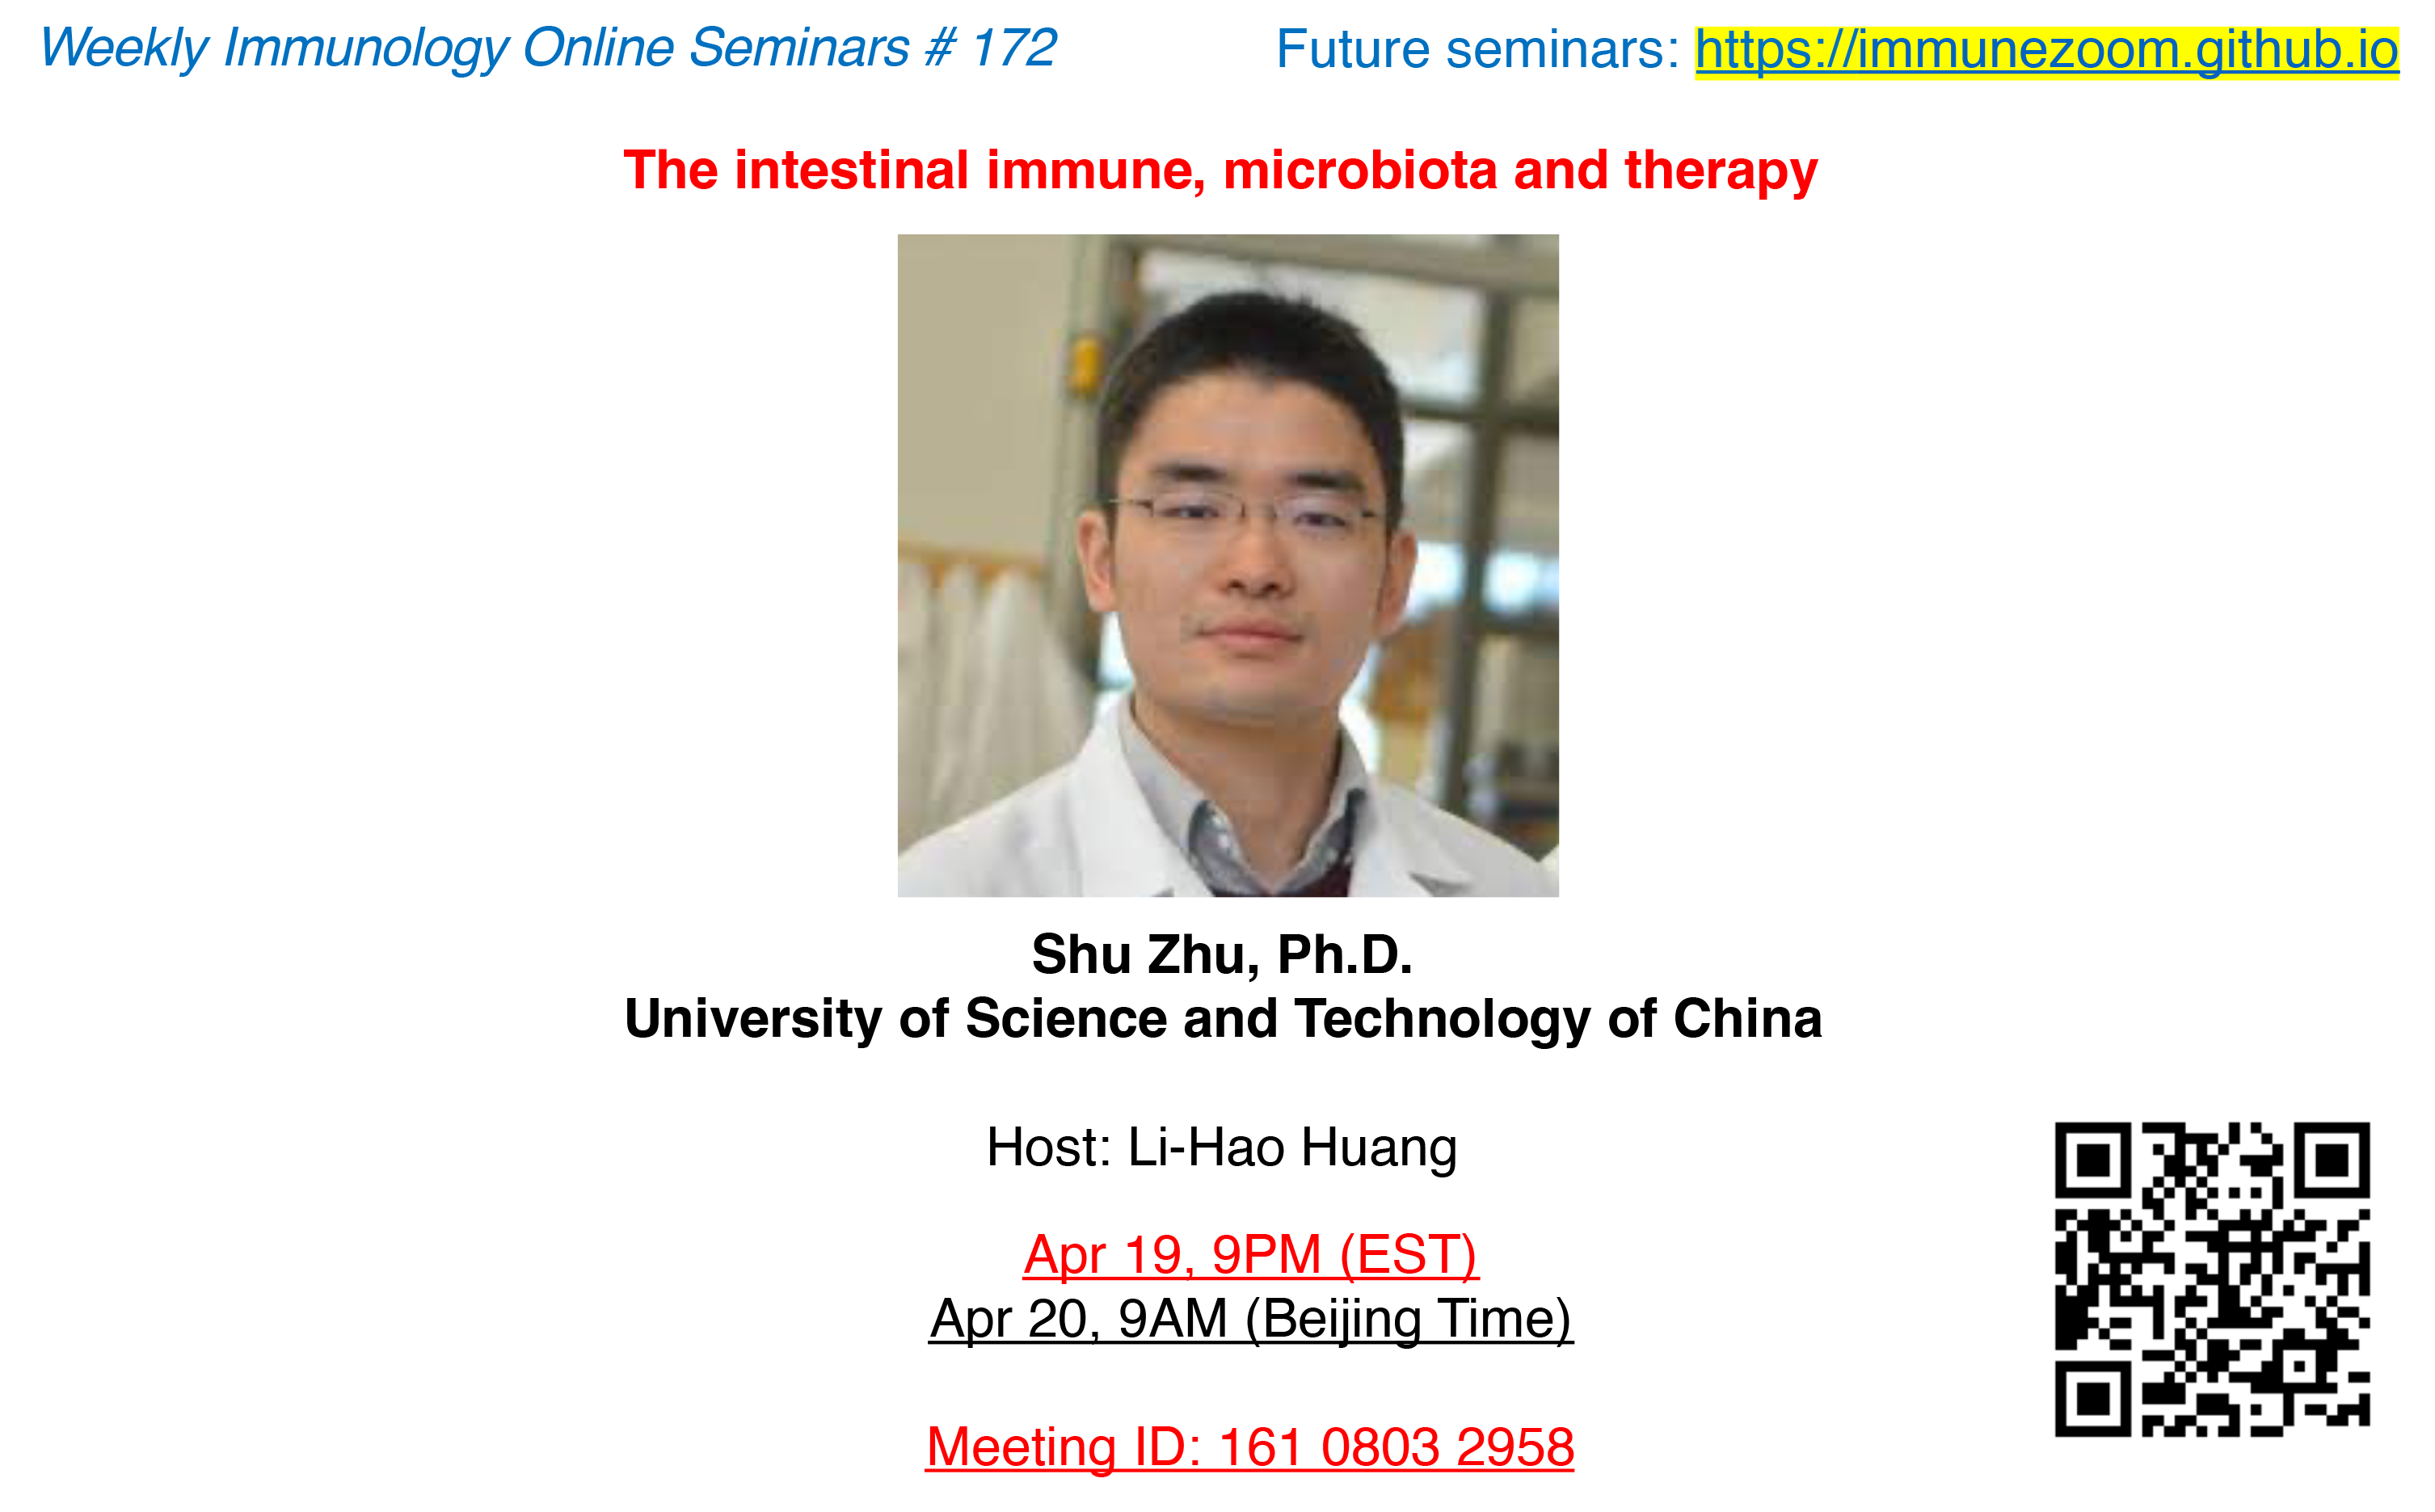 Weekly Immunology Online Seminars # 172
Future seminars: https://immunezoom.github.io
The intestinal immune, microbiota and therapy
Shu Zhu, Ph.D.
University of Science and Technology of China
Host: Li-Hao Huang
Apr 19, 9PM (EST)
Apr 20, 9AM (Beijing Time)
Meeting ID: 161 0803 2958